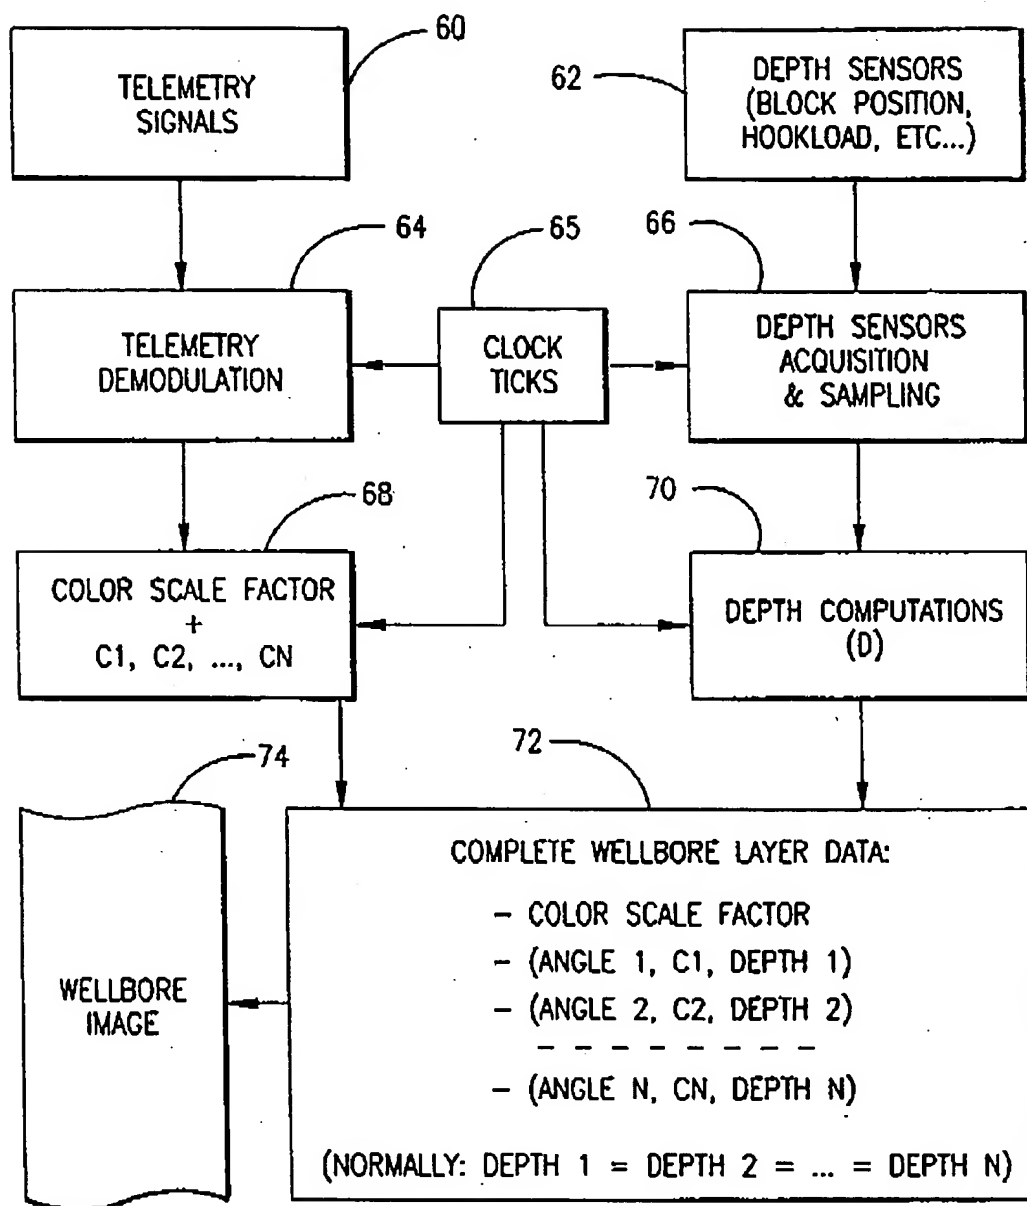 60
TELEMETRY
SIGNALS
62
DEPTH SENSORS
(BLOCK POSITION,
HOOKLOAD, ETC...)
64
65
66
TELEMETRY
DEMODULATION
CLOCK
TICKS
DEPTH SENSORS
ACQUISITION
& SAMPLING
68
70
COLOR SCALE FACTOR
+
C1, C2, ..., CN
DEPTH COMPUTATIONS
(D)
74
72
WELLBORE
IMAGE
COMPLETE WELLBORE LAYER DATA:
- COLOR SCALE FACTOR
- (ANGLE 1, C1, DEPTH 1)
- (ANGLE 2, C2, DEPTH 2)
- - - - - - - -
- (ANGLE N, CN, DEPTH N)
(NORMALLY: DEPTH 1 = DEPTH 2 = ... = DEPTH N)